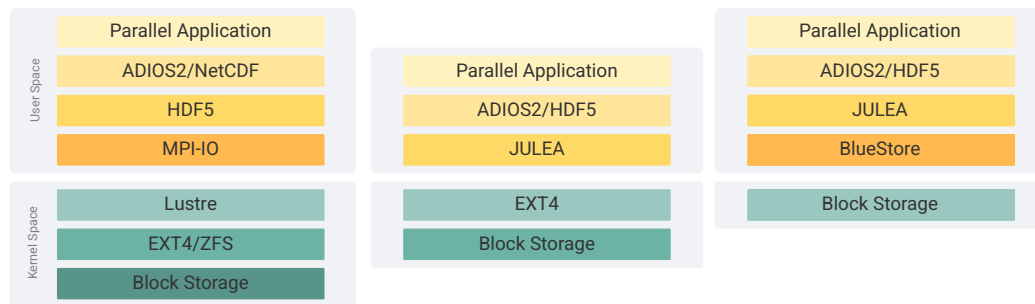 User Space
Parallel Application
ADIOS2/NetCDF
HDF5
MPI-IO
Kernel Space
Lustre
EXT4/ZFS
Block Storage
Parallel Application
ADIOS2/HDF5
JULEA
EXT4
Block Storage
Parallel Application
ADIOS2/HDF5
JULEA
BlueStore
Block Storage